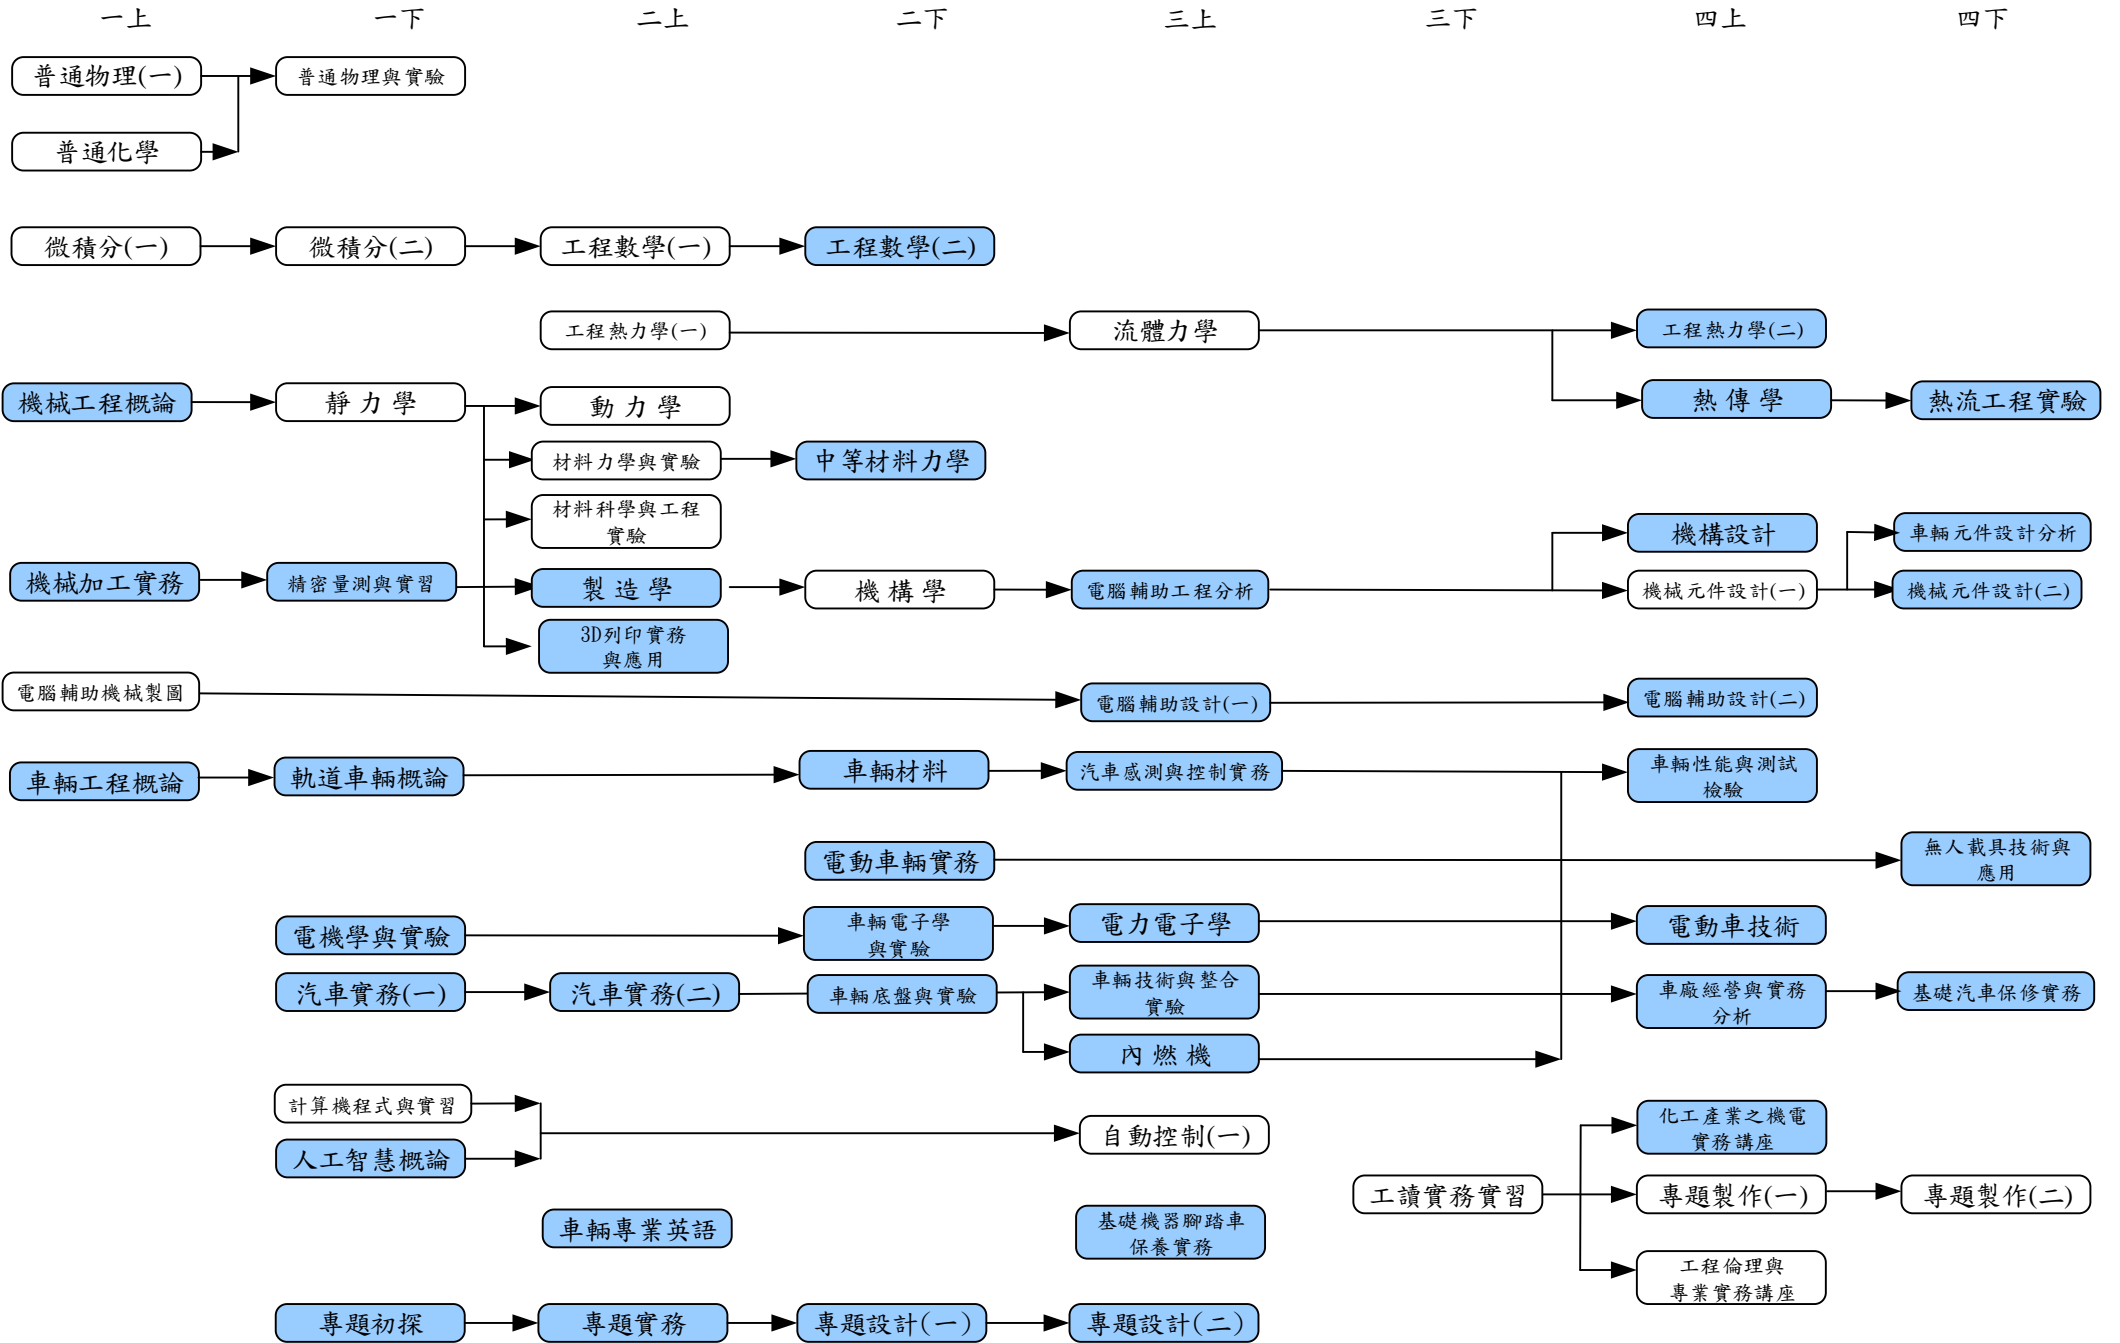 一上 一下 二上 二下 三上 三下 四上 四下
普通物理(一) 普通物理與實驗
普通化學
微積分(一) 微積分(二) 工程數學(一) 工程數學(二)
工程熱力學(一) 流體力學 工程熱力學(二)
機械工程概論 靜力學 動力學 熱傳學 熱流工程實驗
材料力學與實驗 中等材料力學
材料科學與工程
實驗
機構設計 車輛元件設計分析
機械加工實務 精密量測與實習 製造學 機構學 電腦輔助工程分析 機械元件設計(一) 機械元件設計(二)
3D列印實務
與應用
電腦輔助機械製圖 電腦輔助設計(一) 電腦輔助設計(二)
車輛工程概論 軌道車輛概論 車輛材料 汽車感測與控制實務 車輛性能與測試
檢驗
電動車輛實務 無人載具技術與
應用
電機學與實驗 車輛電子學
與實驗
電力電子學 電動車技術
汽車實務(一) 汽車實務(二) 車輛底盤與實驗 車輛技術與整合
實驗
車廠經營與實務
分析
基礎汽車保修實務
內燃機
計算機程式與實習
自動控制(一)
化工產業之機電
實務講座
人工智慧概論
工讀實務實習 專題製作(一) 專題製作(二)
車輛專業英語 基礎機器腳踏車
保養實務
工程倫理與
專業實務講座
專題初探 專題實務 專題設計(一) 專題設計(二)